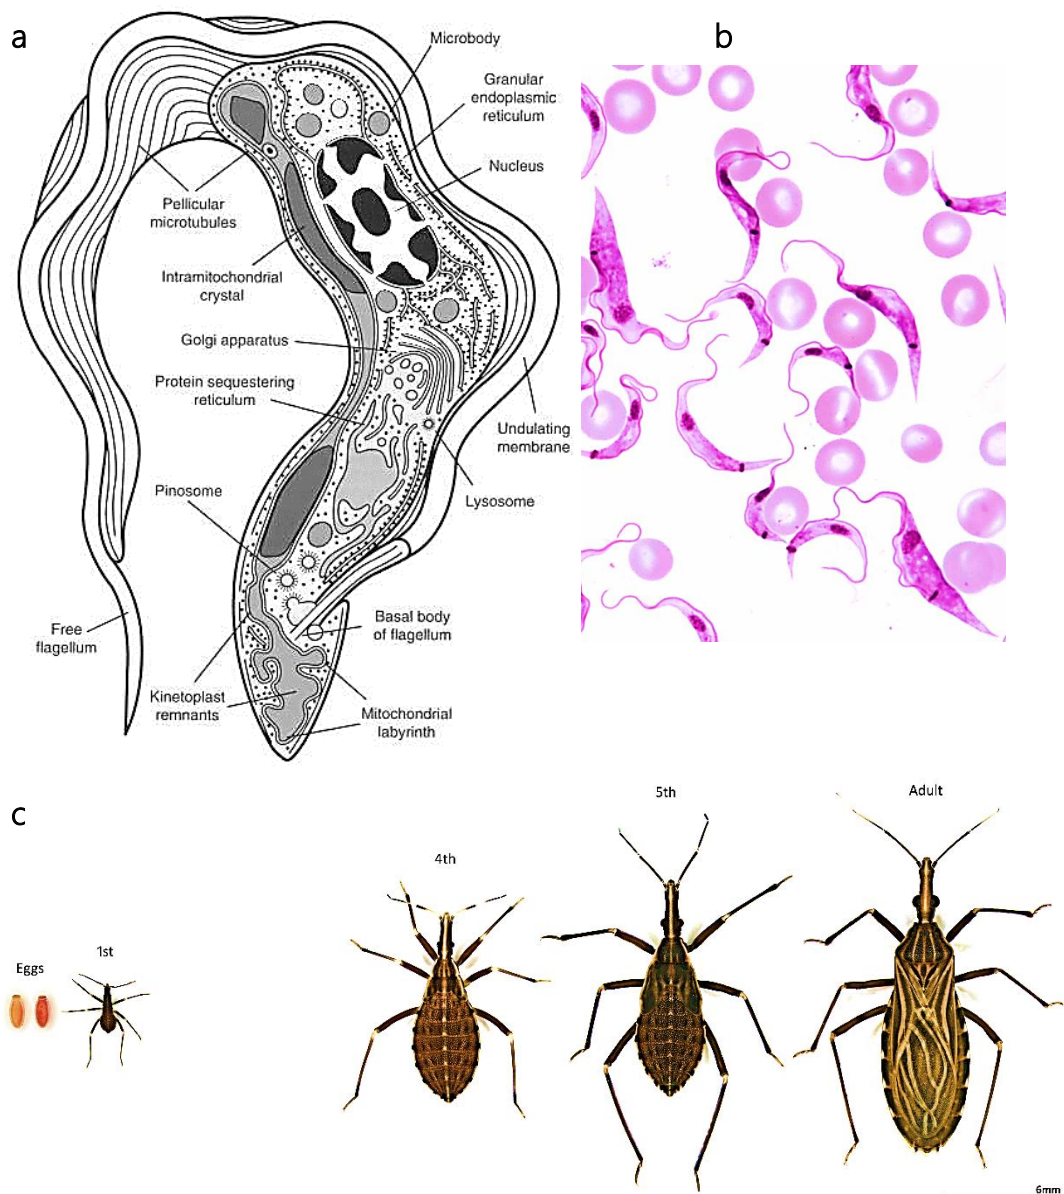 a
b
Microbody
Granular
endoplasmic
reticulum
Nucleus
Pellicular
microtubules
Intramitochondrial
crystal
Golgi apparatus
Protein sequestering
reticulum
Undulating
membrane
Pinosome
Lysosome
Free
flagellum
Basal body
of flagellum
Kinetoplast
remnants
Mitochondrial
labyrinth
c
Eggs
1st
4th
5th
Adult
6mm